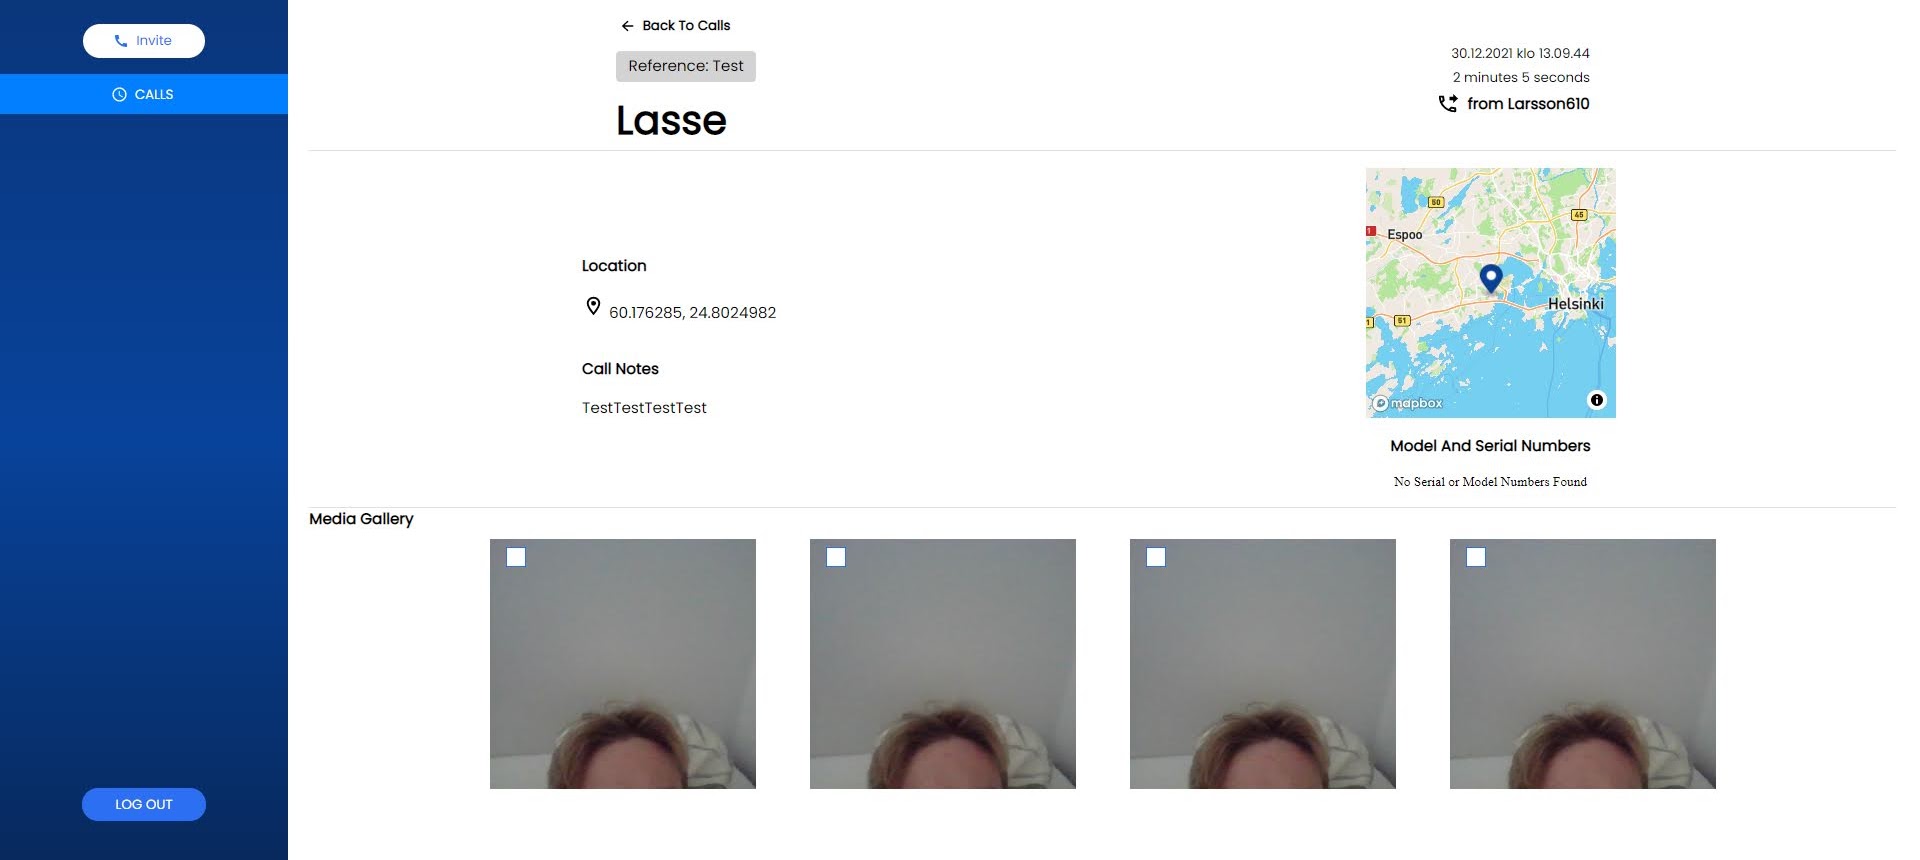 Invite
CALLS
LOG OUT
Back To Calls
Reference: Test
Lasse
30.12.2021 klo 13.09.44
2 minutes 5 seconds
from Larsson610
Location
60.176285, 24.8024982
Call Notes
TestTestTestTest
50
45
1
Espoo
Helsinki
1
51
mapbox
Model And Serial Numbers
No Serial or Model Numbers Found
Media Gallery